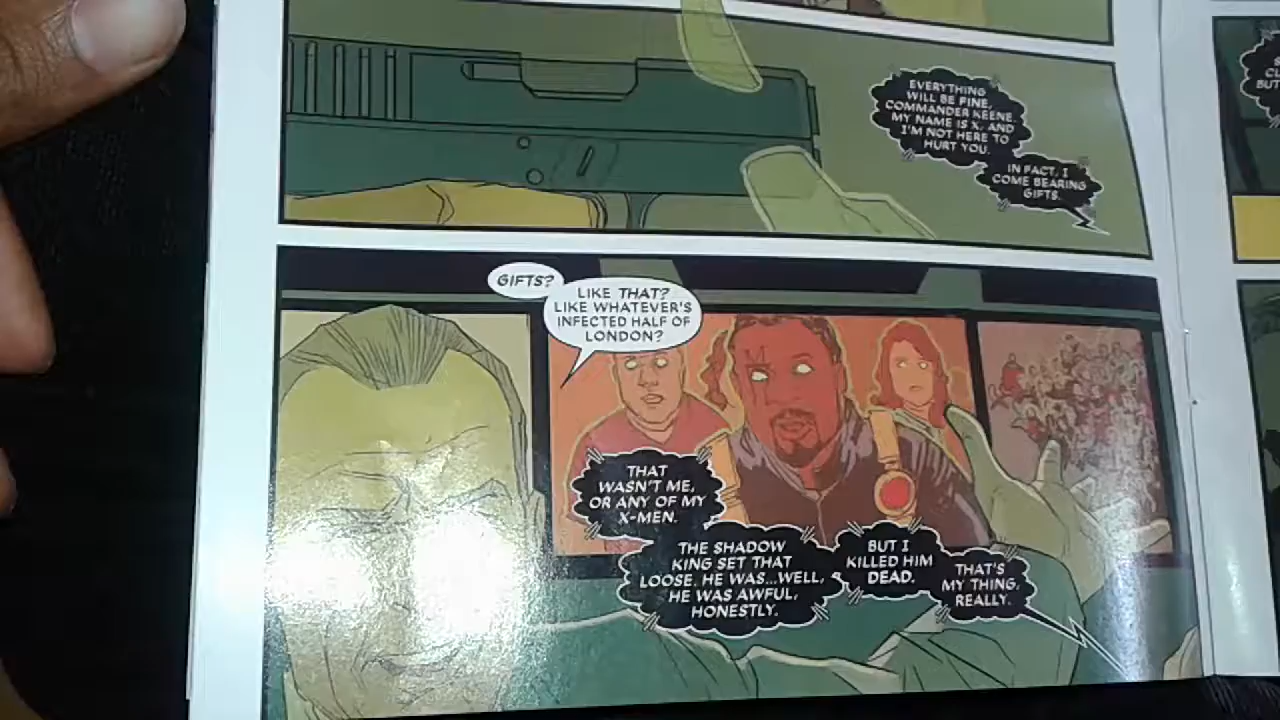 EVERYTHING
WILL BE FINE,
COMMANDER KEENE.
MY NAME IS X, AND
I'M NOT HERE TO
HURT YOU.
IN FACT, I
COME BEARING
GIFTS.
GIFTS?
LIKE THAT?
LIKE WHATEVER'S
INFECTED HALF OF
LONDON?
THAT
WASN'T ME,
OR ANY OF MY
X-MEN.
THE SHADOW
KING SET THAT
LOOSE. HE WAS...WELL,
HE WAS AWFUL,
HONESTLY.
BUT I
KILLED HIM
DEAD.
THAT'S
MY THING,
REALLY.